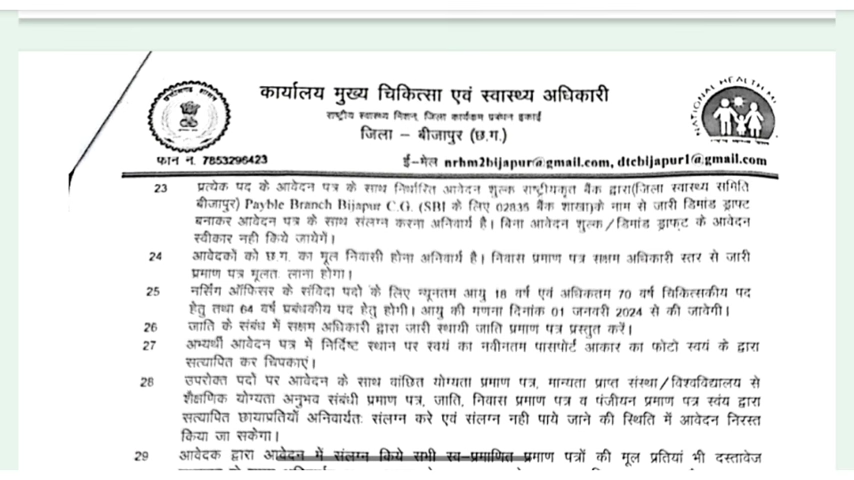 कार्यालय मुख्य चिकित्सा एवं स्वास्थ्य अधिकारी
राष्ट्रीय स्वास्थ्य मिशन, जिला कार्यकम प्रबंधन इकाई
जिला – बीजापुर (छ.ग.)
NATIONAL HEALTH MI
फोन नं. 7853296423
ई–मेल nrhm2bijapur@gmail.com, dtcbijapur1@gmail.com
23 प्रत्येक पद के आवेदन पत्र के साथ निर्धारित आवेदन शुल्क राष्ट्रीयकृत बैंक द्वारा(जिला स्वास्थ्य समिति
बीजापुर) Payble Branch Bijapur C.G. (SBI के लिए 02835 बैंक शाखा)के नाम से जारी डिमांड ड्राफ्ट
बनाकर आवेदन पत्र के साथ संलग्न करना अनिवार्य है। बिना आवेदन शुल्क/डिमांड ड्राफ्ट के आवेदन
स्वीकार नही किये जायेगें।
24 आवेदकों को छ.ग. का मूल निवासी होना अनिवार्य है। निवास प्रमाण पत्र सक्षम अधिकारी स्तर से जारी
प्रमाण पत्र मूलतः लाना होगा।
25 नर्सिंग ऑफिसर के संविदा पदो के लिए न्यूनतम आयु 18 वर्ष एवं अधिकतम 70 वर्ष चिकित्सकीय पद
हेतु तथा 64 वर्ष प्रबंधकीय पद हेतु होगी। आयु की गणना दिनांक 01 जनवरी 2024 से की जावेगी।
26 जाति के संबंध में सक्षम अधिकारी द्वारा जारी स्थायी जाति प्रमाण पत्र प्रस्तुत करें।
27 अभ्यर्थी आवेदन पत्र में निर्दिष्ट स्थान पर स्वयं का नवीनतम पासपोर्ट आकार का फोटो स्वयं के द्वारा
सत्यापित कर चिपकाएं।
28 उपरोक्त पदों पर आवेदन के साथ वांछित योग्यता प्रमाण पत्र, मान्यता प्राप्त संस्था/विश्वविद्यालय से
शैक्षणिक योग्यता अनुभव संबंधी प्रमाण पत्र, जाति, निवास प्रमाण पत्र व पंजीयन प्रमाण पत्र स्वंय द्वारा
सत्यापित छायाप्रतियों अनिवार्यतः संलग्न करे एवं संलग्न नही पाये जाने की स्थिति में आवेदन निरस्त
किया जा सकेगा।
29 आवेदक द्वारा आवेदन में संलग्न किये सभी स्व–प्रमाणित प्रमाण पत्रों की मूल प्रतियां भी दस्तावेज